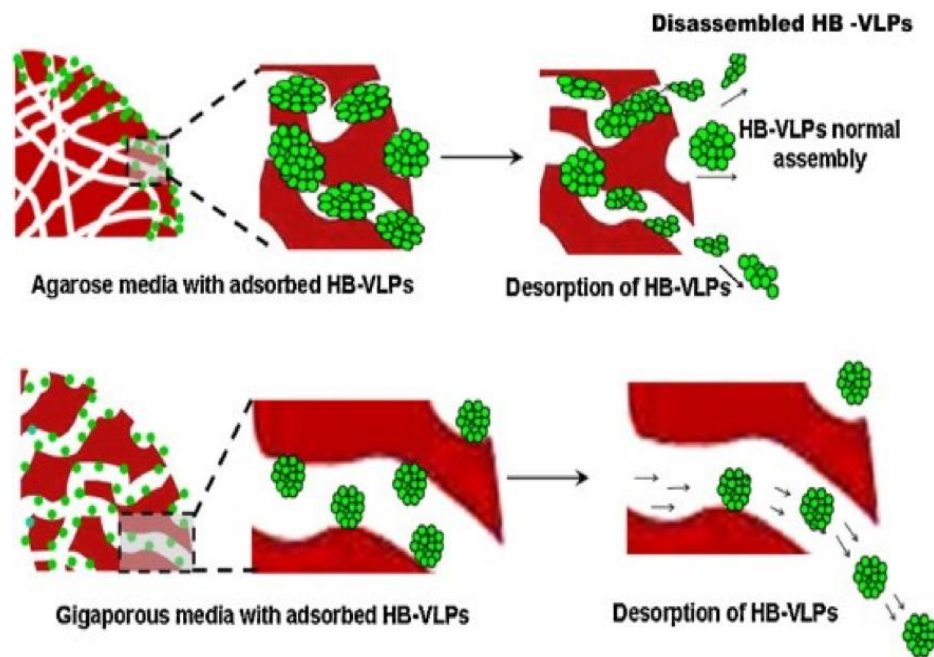 Disassembled HB -VLPs
HB-VLPs normal
assembly
Agarose media with adsorbed HB-VLPs
Desorption of HB-VLPs
Gigaporous media with adsorbed HB-VLPs
Desorption of HB-VLPs